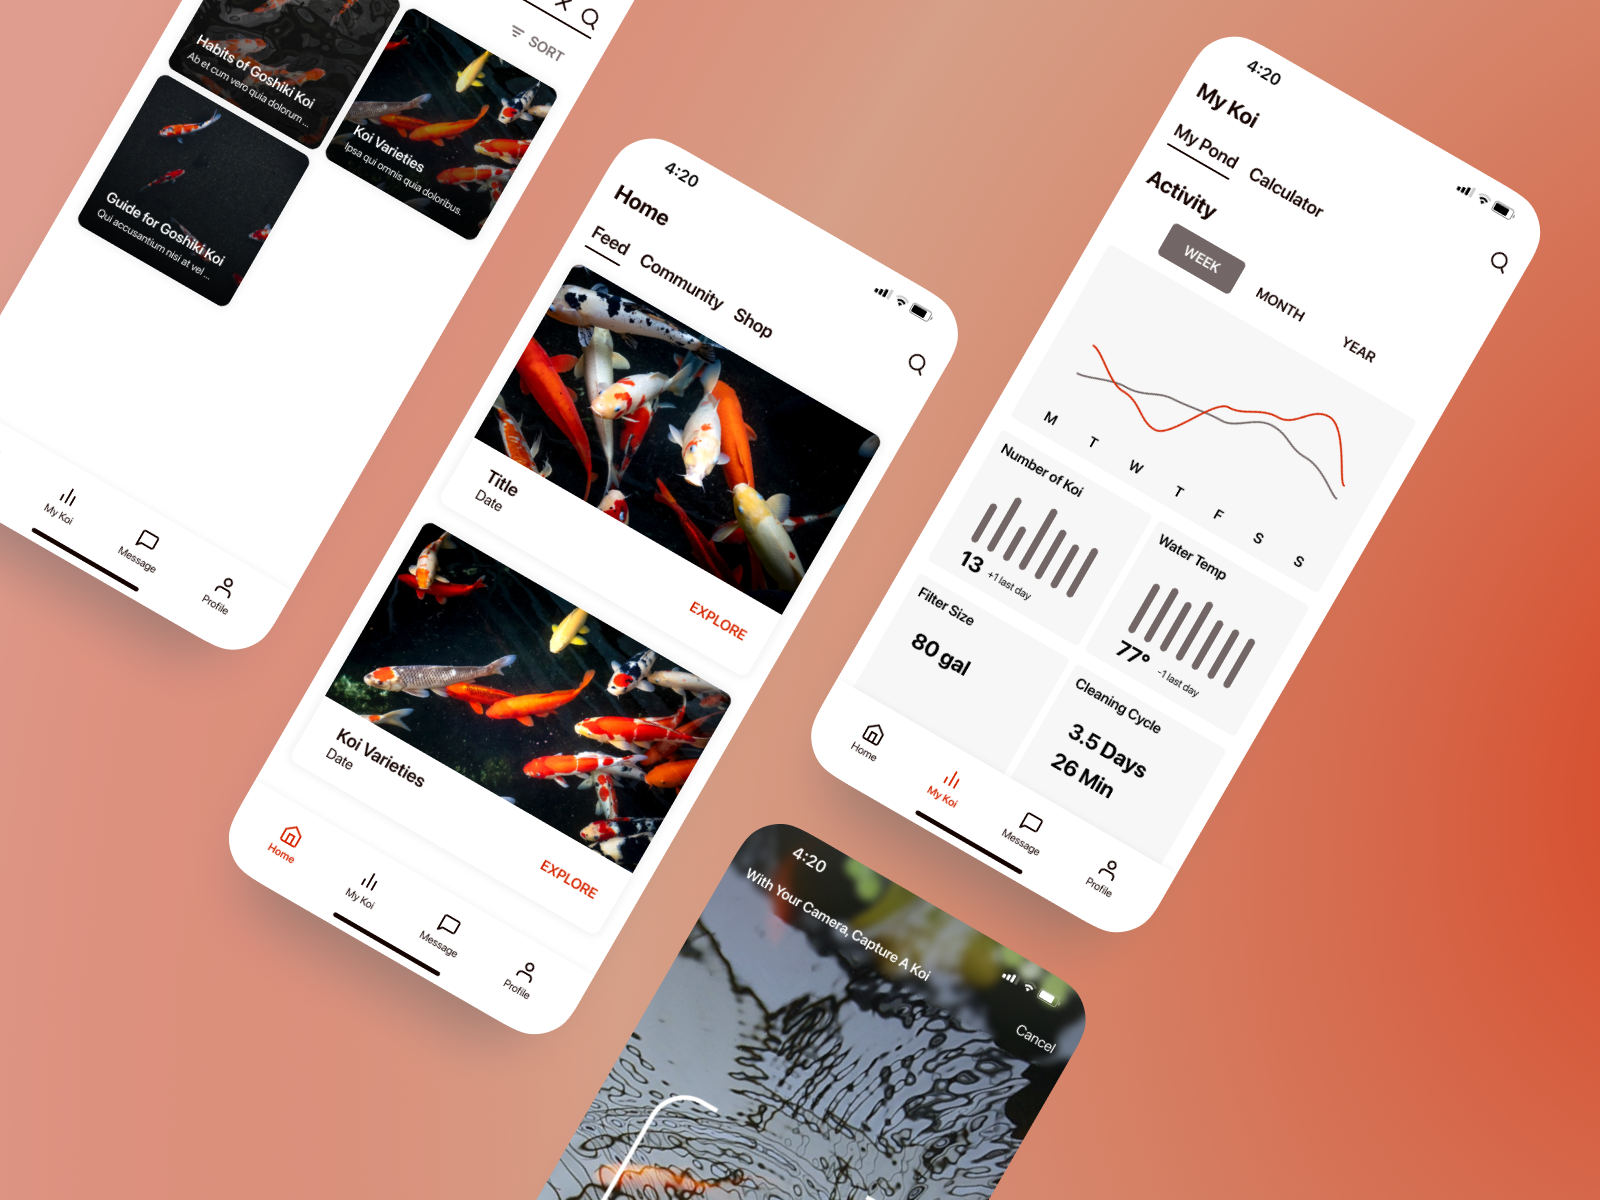 SORT
Habits of Goshiki Koi
Ab et cum vero quia dolorum ...
Koi Varieties
Ipsa qui omnis quia doloribus.
Guide for Goshiki Koi
Qui accusantium nisi at vel ...
My Koi
Message
Profile
4:20
Home
Feed
Community
Shop
Title
Date
EXPLORE
Koi Varieties
Date
EXPLORE
Home
My Koi
Message
Profile
4:20
My Koi
My Pond
Calculator
Activity
WEEK
MONTH
YEAR
M
T
W
T
F
S
S
Number of Koi
13 +1 last day
Water Temp
77° -1 last day
Filter Size
80 gal
Cleaning Cycle
3.5 Days
26 Min
Home
My Koi
Message
Profile
4:20
With Your Camera, Capture A Koi
Cancel